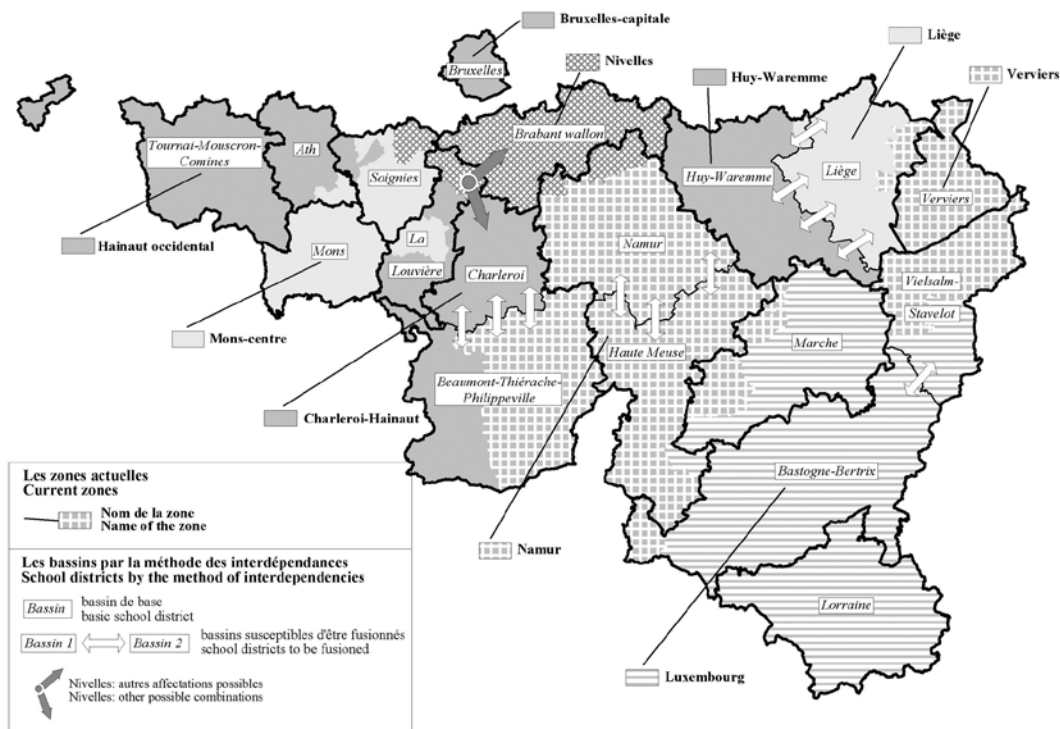 Bruxelles-capitale
Liège
Bruxelles
Nivelles
Huy-Waremme
Verviers
Brabant wallon
Tournai-Mouscron-
Comines
Ath
Soignies
Huy-Waremme
Liège
Verviers
Hainaut occidental
Mons
La
Louvière
Charleroi
Namur
Vielsalm-
Stavelot
Mons-centre
Marche
Haute Meuse
Beaumont-Thiérache-
Philippeville
Charleroi-Hainaut
Bastogne-Bertrix
Namur
Lorraine
Luxembourg
Les zones actuelles
Current zones
Nom de la zone
Name of the zone
Les bassins par la méthode des interdépendances
School districts by the method of interdependencies
Bassin
bassin de base
basic school district
Bassin 1
Bassin 2
bassins susceptibles d'être fusionnés
school districts to be fusioned
Nivelles: autres affectations possibles
Nivelles: other possible combinations